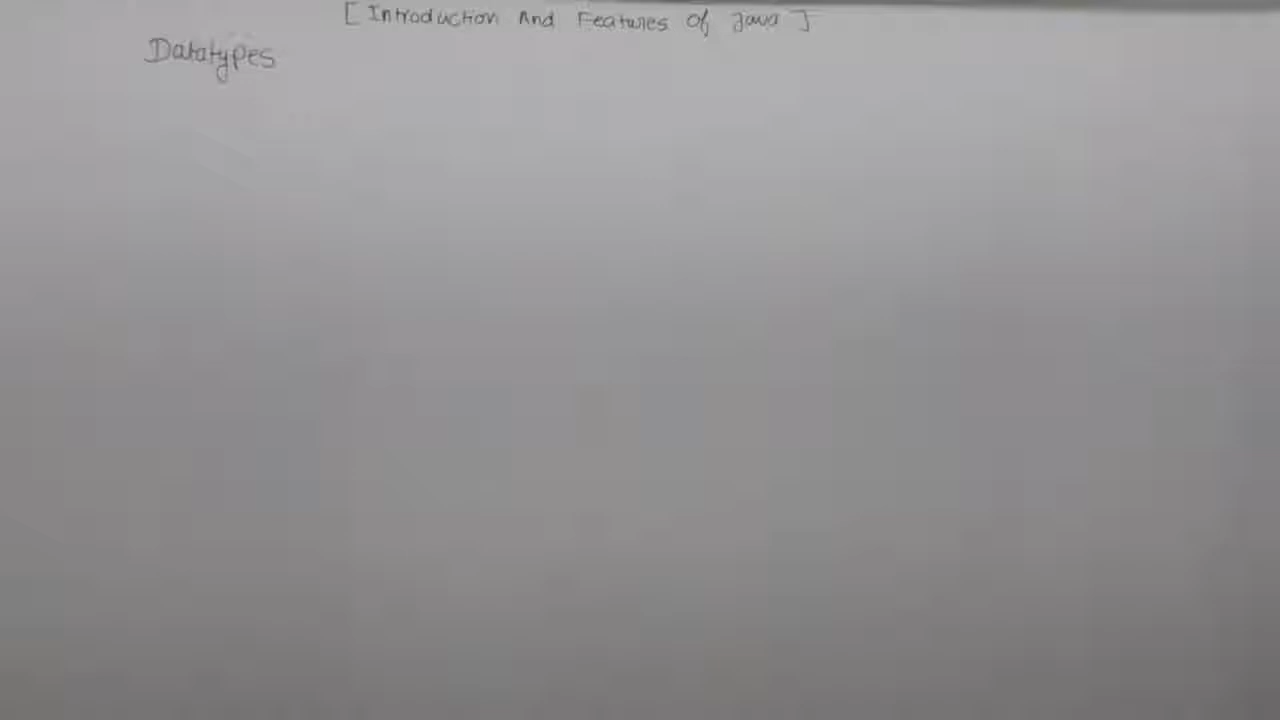 [ Introduction And Features Of Java ]
Datatypes